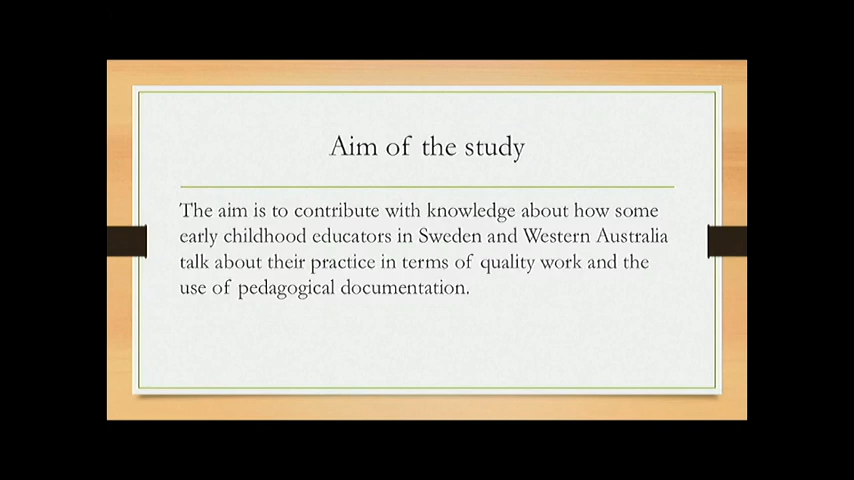 Aim of the study
The aim is to contribute with knowledge about how some
early childhood educators in Sweden and Western Australia
talk about their practice in terms of quality work and the
use of pedagogical documentation.